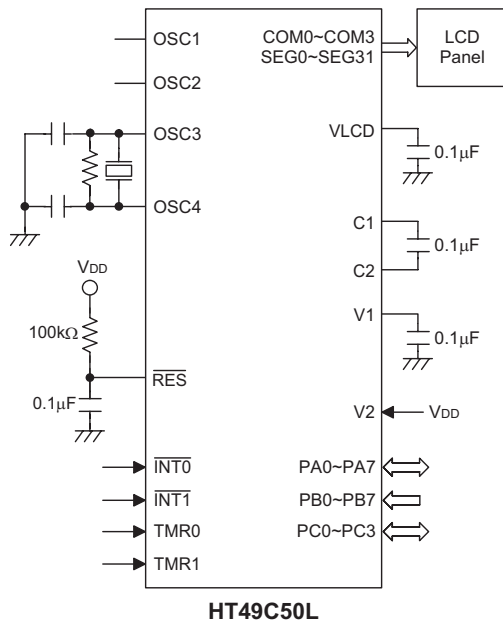 OSC1
OSC2
OSC3
OSC4
VDD
100kΩ
RES
0.1μF
INT0
INT1
TMR0
TMR1
COM0~COM3
SEG0~SEG31
LCD
Panel
VLCD
0.1μF
C1
0.1μF
C2
V1
0.1μF
V2
VDD
PA0~PA7
PB0~PB7
PC0~PC3
HT49C50L